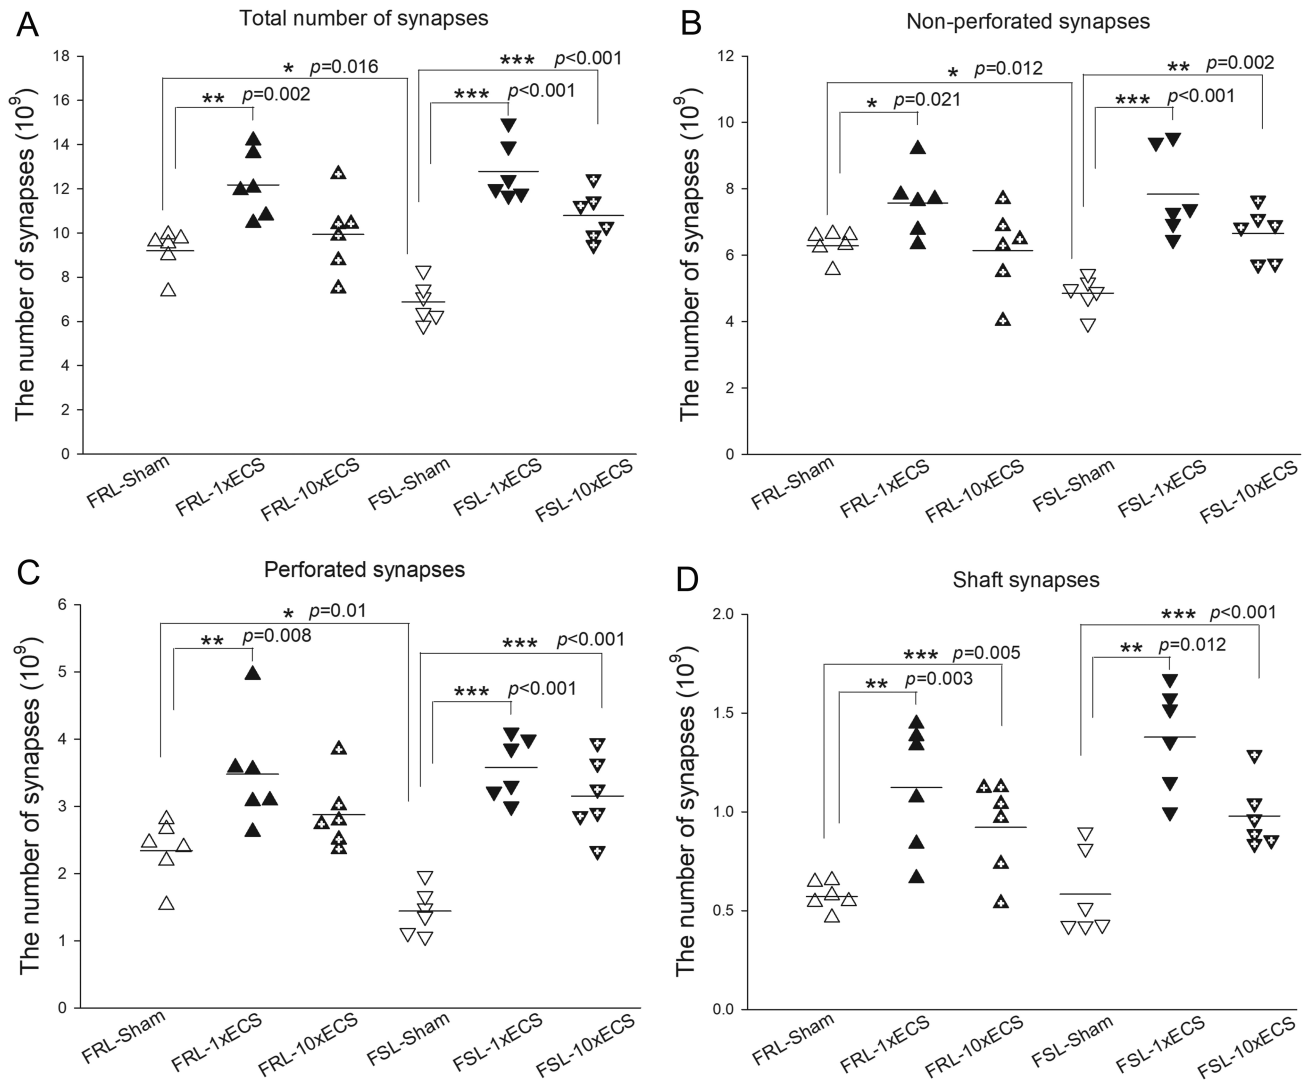 A
Total number of synapses
The number of synapses (10⁹)
18
16
14
12
10
8
6
4
2
0
* p=0.016
*** p<0.001
** p=0.002
*** p<0.001
FRL-Sham
FRL-1xECS
FRL-10xECS
FSL-Sham
FSL-1xECS
FSL-10xECS
B
Non-perforated synapses
The number of synapses (10⁹)
12
10
8
6
4
2
0
* p=0.012
** p=0.002
* p=0.021
*** p<0.001
FRL-Sham
FRL-1xECS
FRL-10xECS
FSL-Sham
FSL-1xECS
FSL-10xECS
C
Perforated synapses
The number of synapses (10⁹)
6
5
4
3
2
1
0
* p=0.01
** p=0.008
*** p<0.001
*** p<0.001
FRL-Sham
FRL-1xECS
FRL-10xECS
FSL-Sham
FSL-1xECS
FSL-10xECS
D
Shaft synapses
The number of synapses (10⁹)
2.0
1.5
1.0
0.5
0.0
*** p<0.001
** p=0.012
*** p=0.005
** p=0.003
FRL-Sham
FRL-1xECS
FRL-10xECS
FSL-Sham
FSL-1xECS
FSL-10xECS